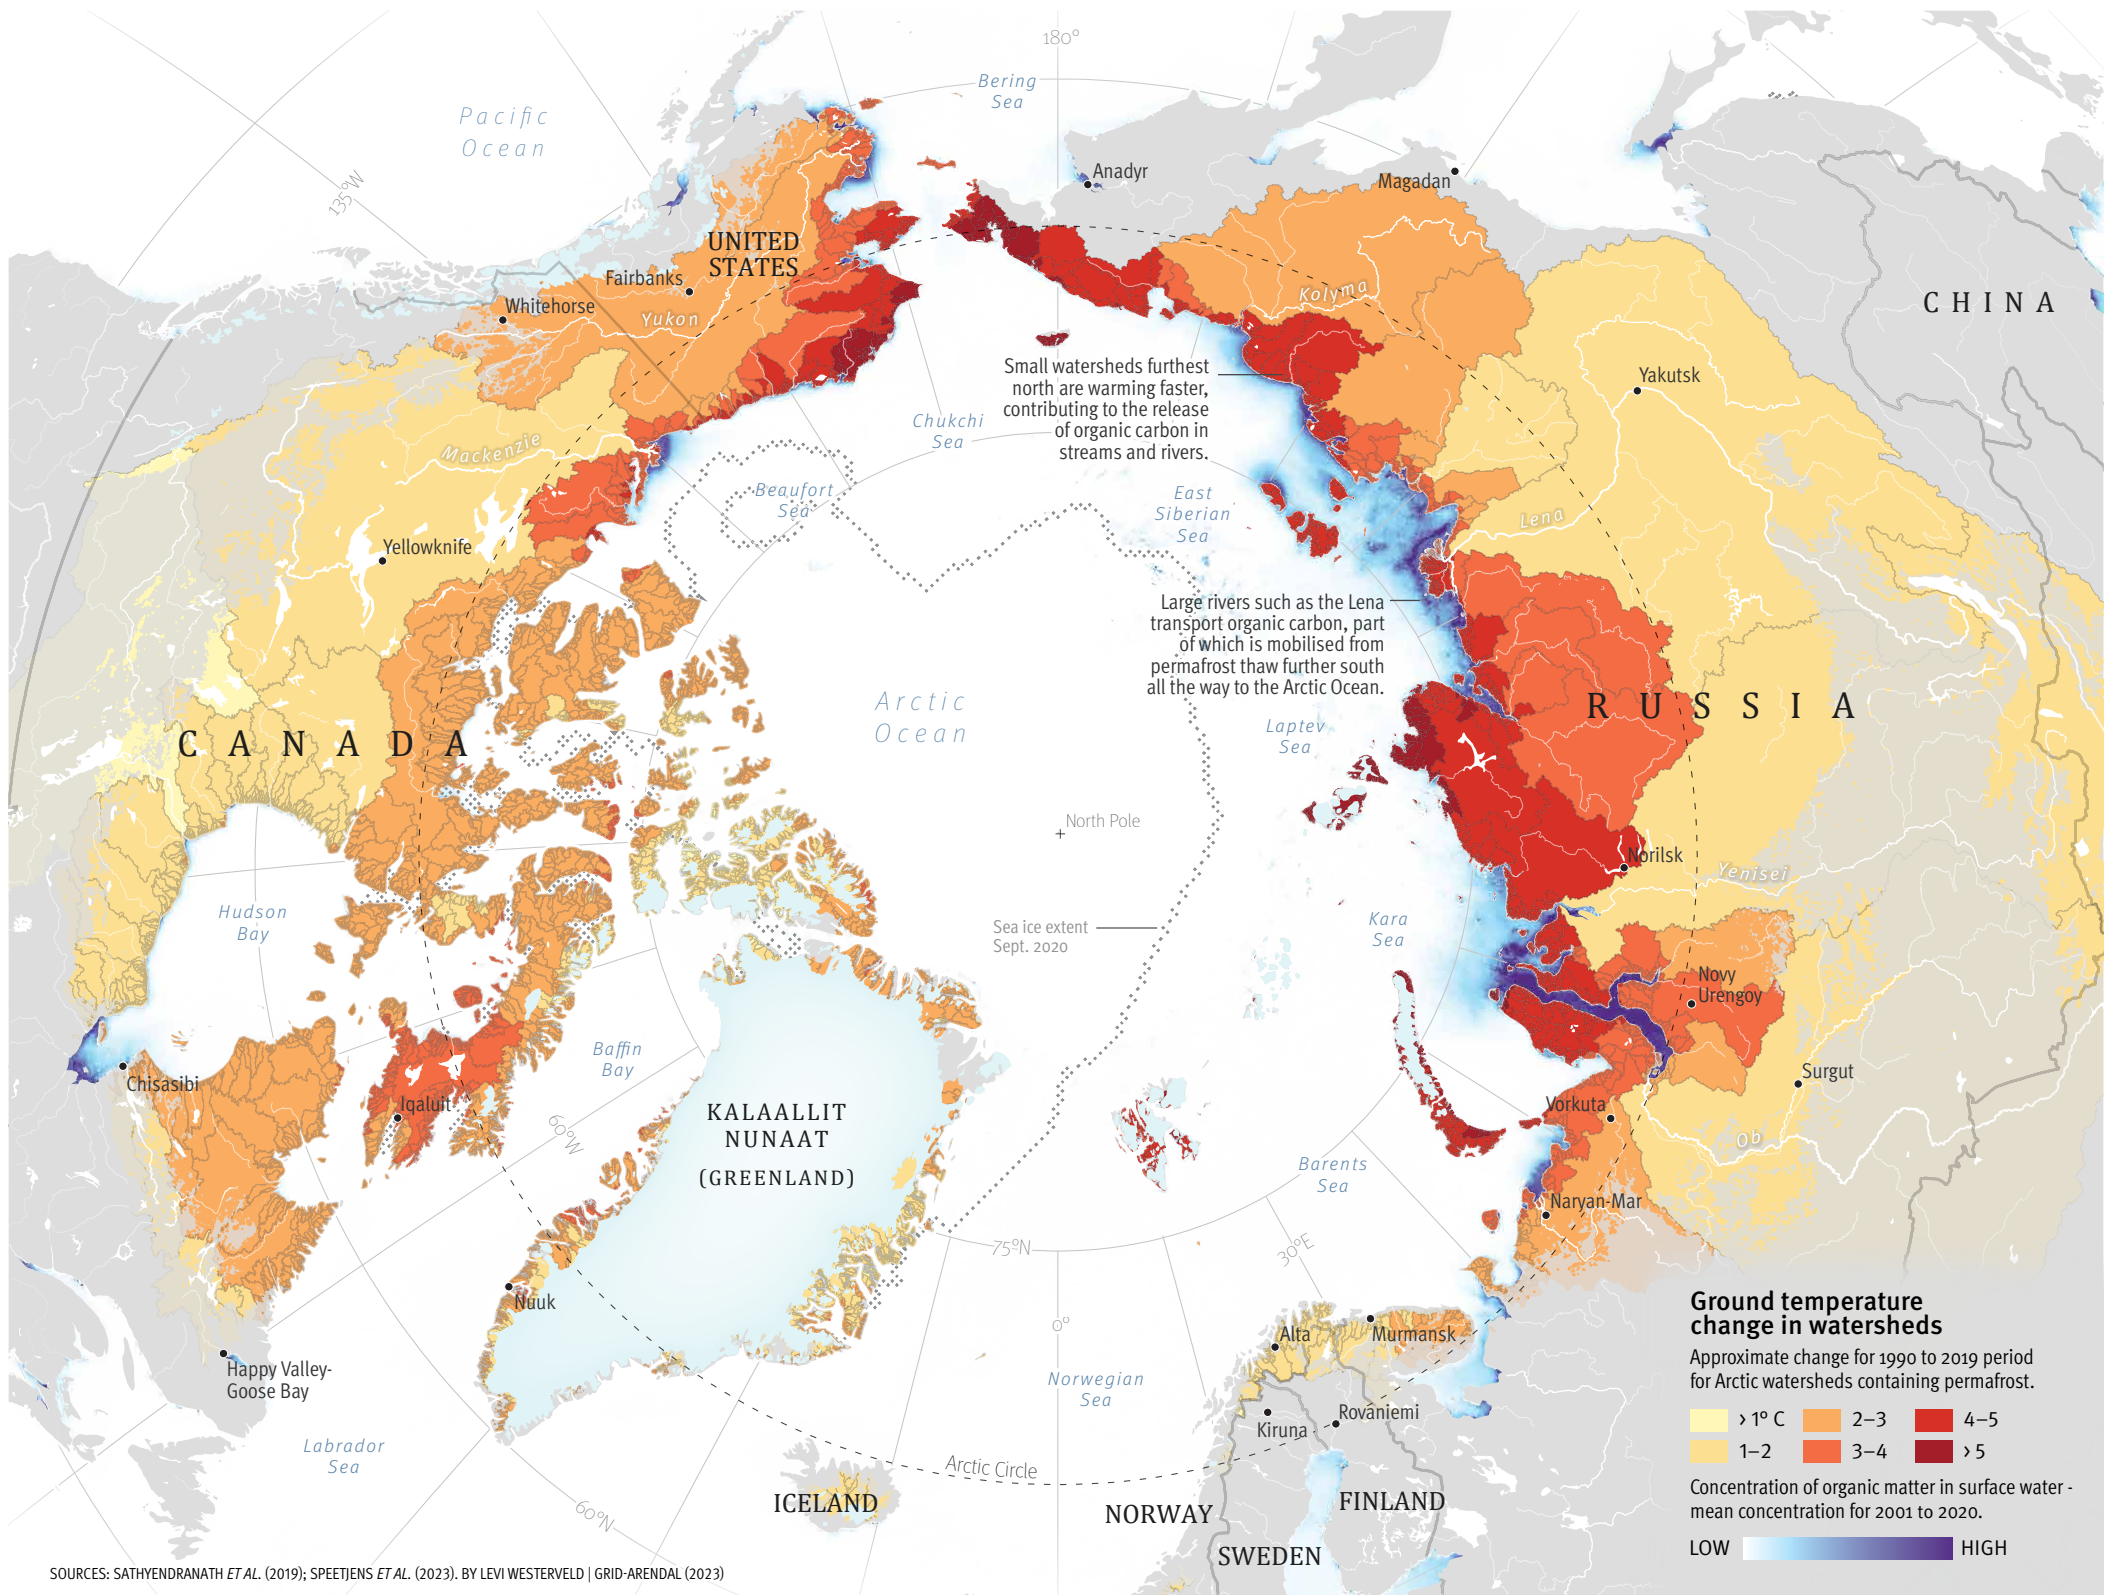 180°
Bering
Sea
Pacific
Ocean
135°W
Anadyr
Magadan
UNITED
STATES
Fairbanks
Whitehorse
Yukon
Kolyma
CHINA
Small watersheds furthest
north are warming faster,
contributing to the release
of organic carbon in
streams and rivers.
Yakutsk
Chukchi
Sea
Mackenzie
Beaufort
Sea
East
Siberian
Sea
Lena
Yellowknife
Large rivers such as the Lena
transport organic carbon, part
of which is mobilised from
permafrost thaw further south
all the way to the Arctic Ocean.
Arctic
Ocean
RUSSIA
CANADA
Laptev
Sea
North Pole
Norilsk
Yenisei
Hudson
Bay
Sea ice extent
Sept. 2020
Kara
Sea
Novy
Urengoy
Baffin
Bay
Chisasibi
Iqaluit
Surgut
Vorkuta
KALAALLIT
NUNAAT
(GREENLAND)
60°W
Ob
Barents
Sea
Naryan-Mar
75°N
30°E
Nuuk
0°
Alta
Murmansk
Happy Valley-
Goose Bay
Norwegian
Sea
Kiruna
Rovaniemi
Labrador
Sea
Arctic Circle
ICELAND
60°N
NORWAY
FINLAND
SWEDEN
Ground temperature
change in watersheds
Approximate change for 1990 to 2019 period
for Arctic watersheds containing permafrost.
> 1° C 2–3 4–5
1–2 3–4 > 5
Concentration of organic matter in surface water -
mean concentration for 2001 to 2020.
LOW HIGH
SOURCES: SATHYENDRANATH ET AL. (2019); SPEETJENS ET AL. (2023). BY LEVI WESTERVELD | GRID-ARENDAL (2023)